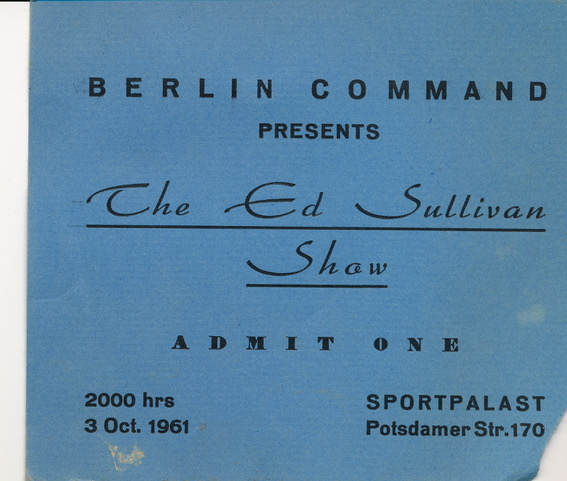 BERLIN COMMAND
PRESENTS
The Ed Sullivan
Show
ADMIT ONE
2000 hrs
3 Oct. 1961
SPORTPALAST
Potsdamer Str.170